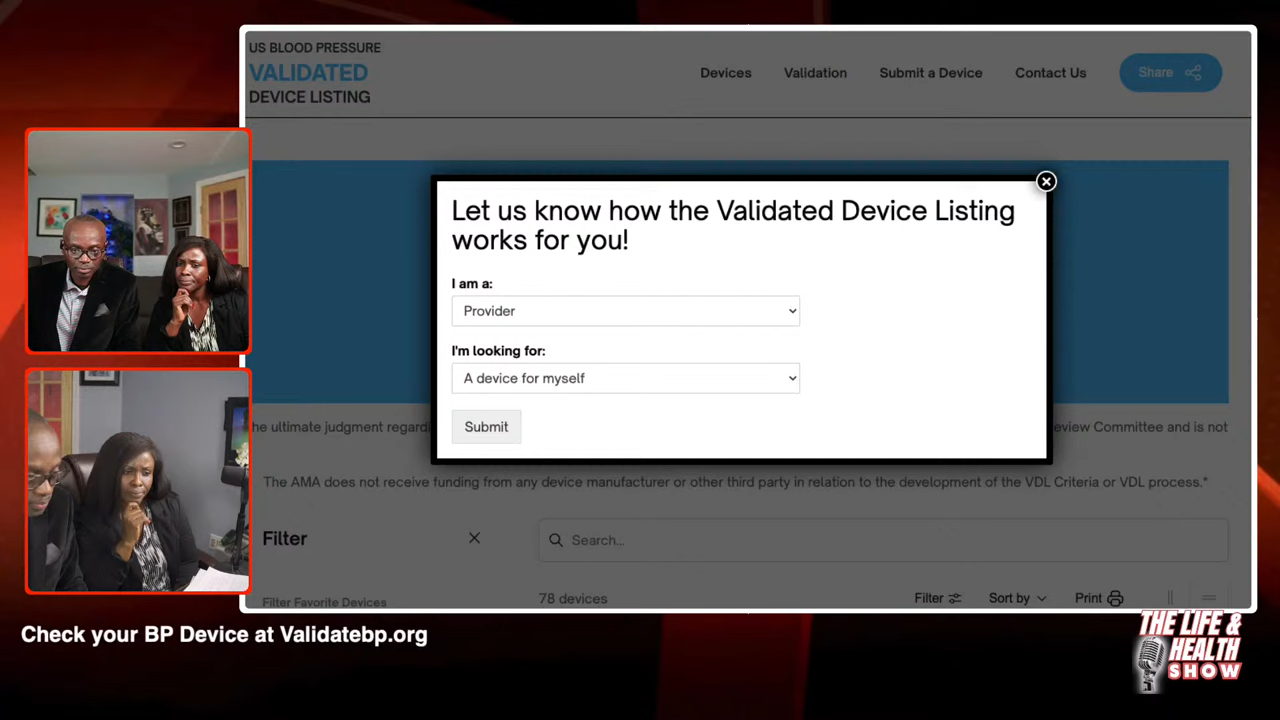 US BLOOD PRESSURE
VALIDATED
DEVICE LISTING
Devices
Validation
Submit a Device
Contact Us
Share
Let us know how the Validated Device Listing
works for you!
I am a:
Provider
I'm looking for:
A device for myself
Submit
he ultimate judgment regardi
eview Committee and is not
The AMA does not receive funding from any device manufacturer or other third party in relation to the development of the VDL Criteria or VDL process.*
Filter
Search...
Filter Favorite Devices
78 devices
Filter
Sort by
Print
Check your BP Device at Validatebp.org
THE LIFE &
HEALTH
SHOW